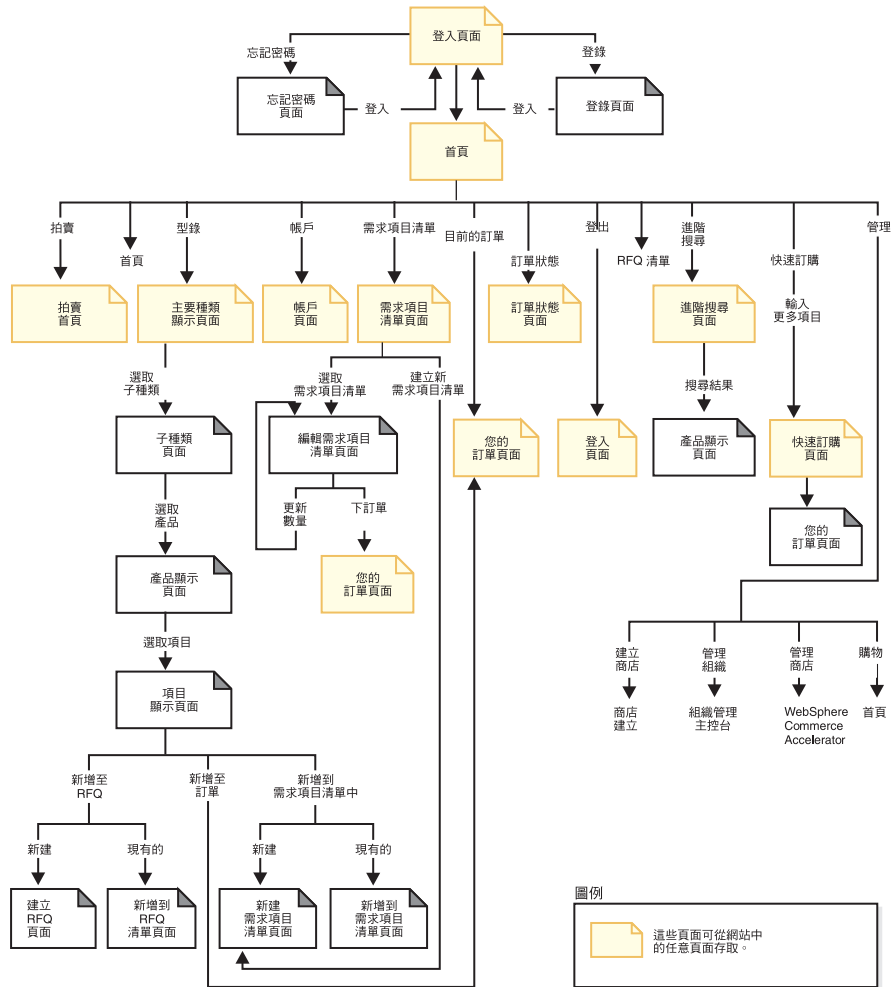 登入頁面
忘記密碼
登錄
忘記密碼
頁面
登入
登入
登錄頁面
首頁
拍賣
首頁
型錄
帳戶
需求項目清單
目前的訂單
訂單狀態
登出
RFQ 清單
進階
搜尋
快速訂購
輸入
更多項目
管理
拍賣
首頁
主要種類
顯示頁面
帳戶
頁面
需求項目
清單頁面
訂單狀態
頁面
進階搜尋
頁面
選取
子種類
選取
需求項目清單
建立新
需求項目清單
搜尋結果
子種類
頁面
編輯需求項目
清單頁面
您的
訂單頁面
登入
頁面
產品顯示
頁面
快速訂購
頁面
選取
產品
更新
數量
下訂單
您的
訂單頁面
產品顯示
頁面
您的
訂單頁面
選取項目
建立
商店
管理
組織
管理
商店
購物
項目
顯示頁面
商店
建立
組織管理
主控台
WebSphere
Commerce
Accelerator
首頁
新增至
RFQ
新增至
訂單
新增到
需求項目清單中
新建
現有的
新建
現有的
建立
RFQ
頁面
新增到
RFQ
清單頁面
新建
需求項目
清單頁面
新增到
需求項目
清單頁面
圖例
這些頁面可從網站中
的任意頁面存取。